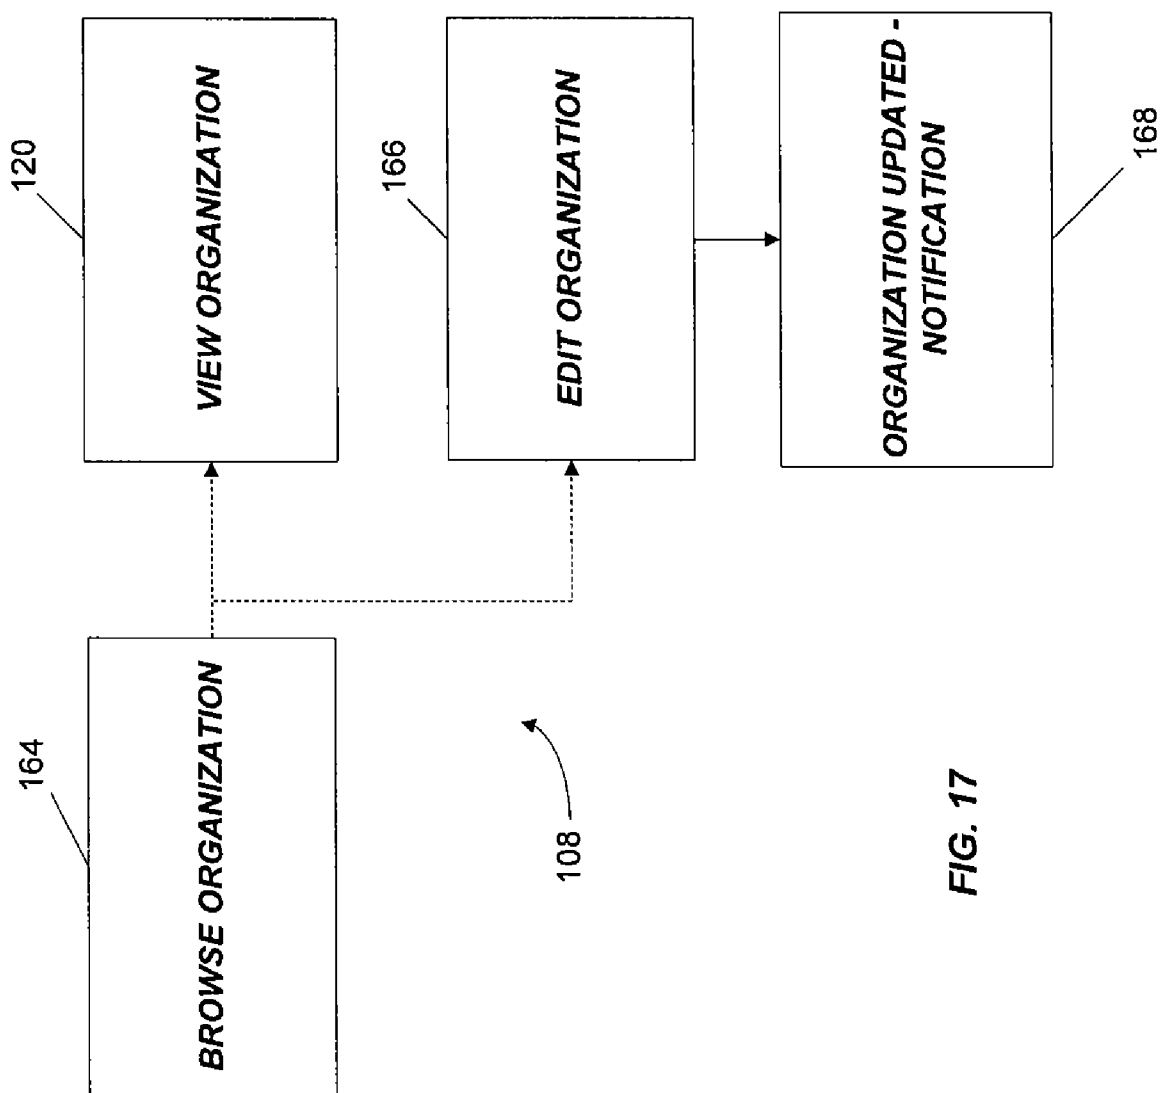 164
BROWSE ORGANIZATION
120
VIEW ORGANIZATION
108
166
EDIT ORGANIZATION
ORGANIZATION UPDATED -
NOTIFICATION
168
FIG. 17